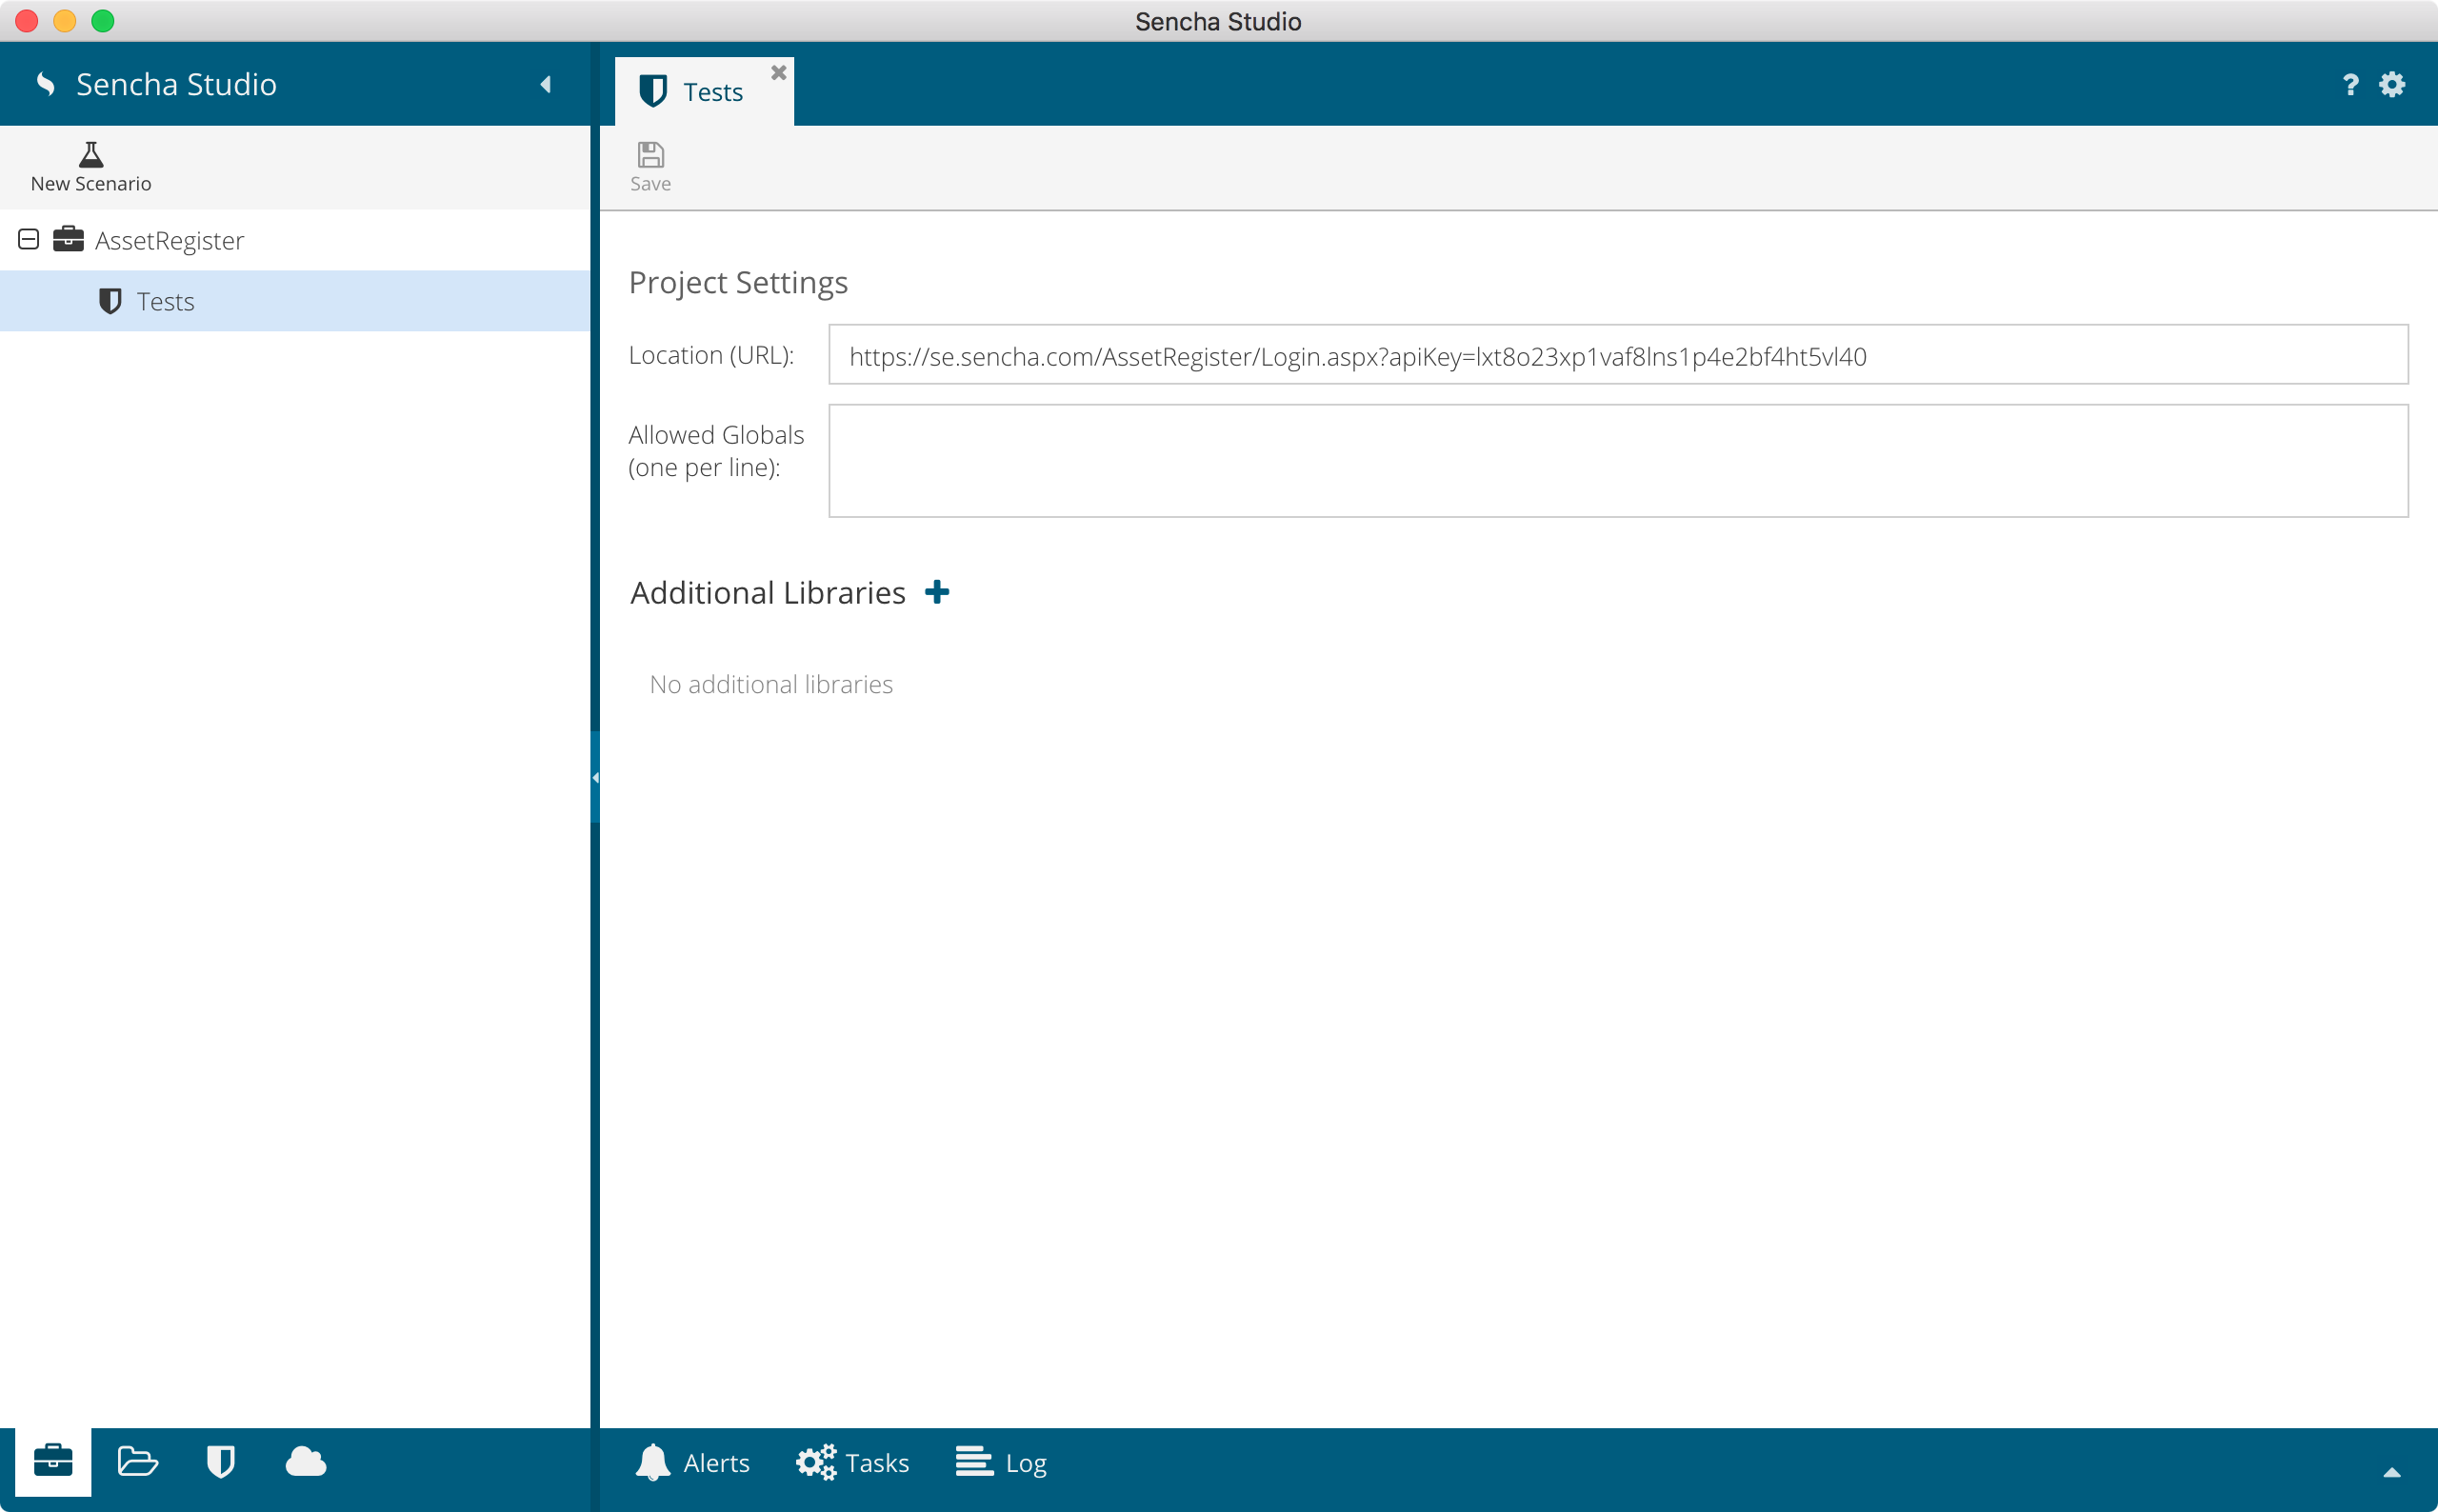 Sencha Studio
Sencha Studio
Tests
?
New Scenario
Save
AssetRegister
Tests
Project Settings
Location (URL):
https://se.sencha.com/AssetRegister/Login.aspx?apiKey=lxt8o23xp1vaf8lns1p4e2bf4ht5vl40
Allowed Globals
(one per line):
Additional Libraries
No additional libraries
Alerts
Tasks
Log